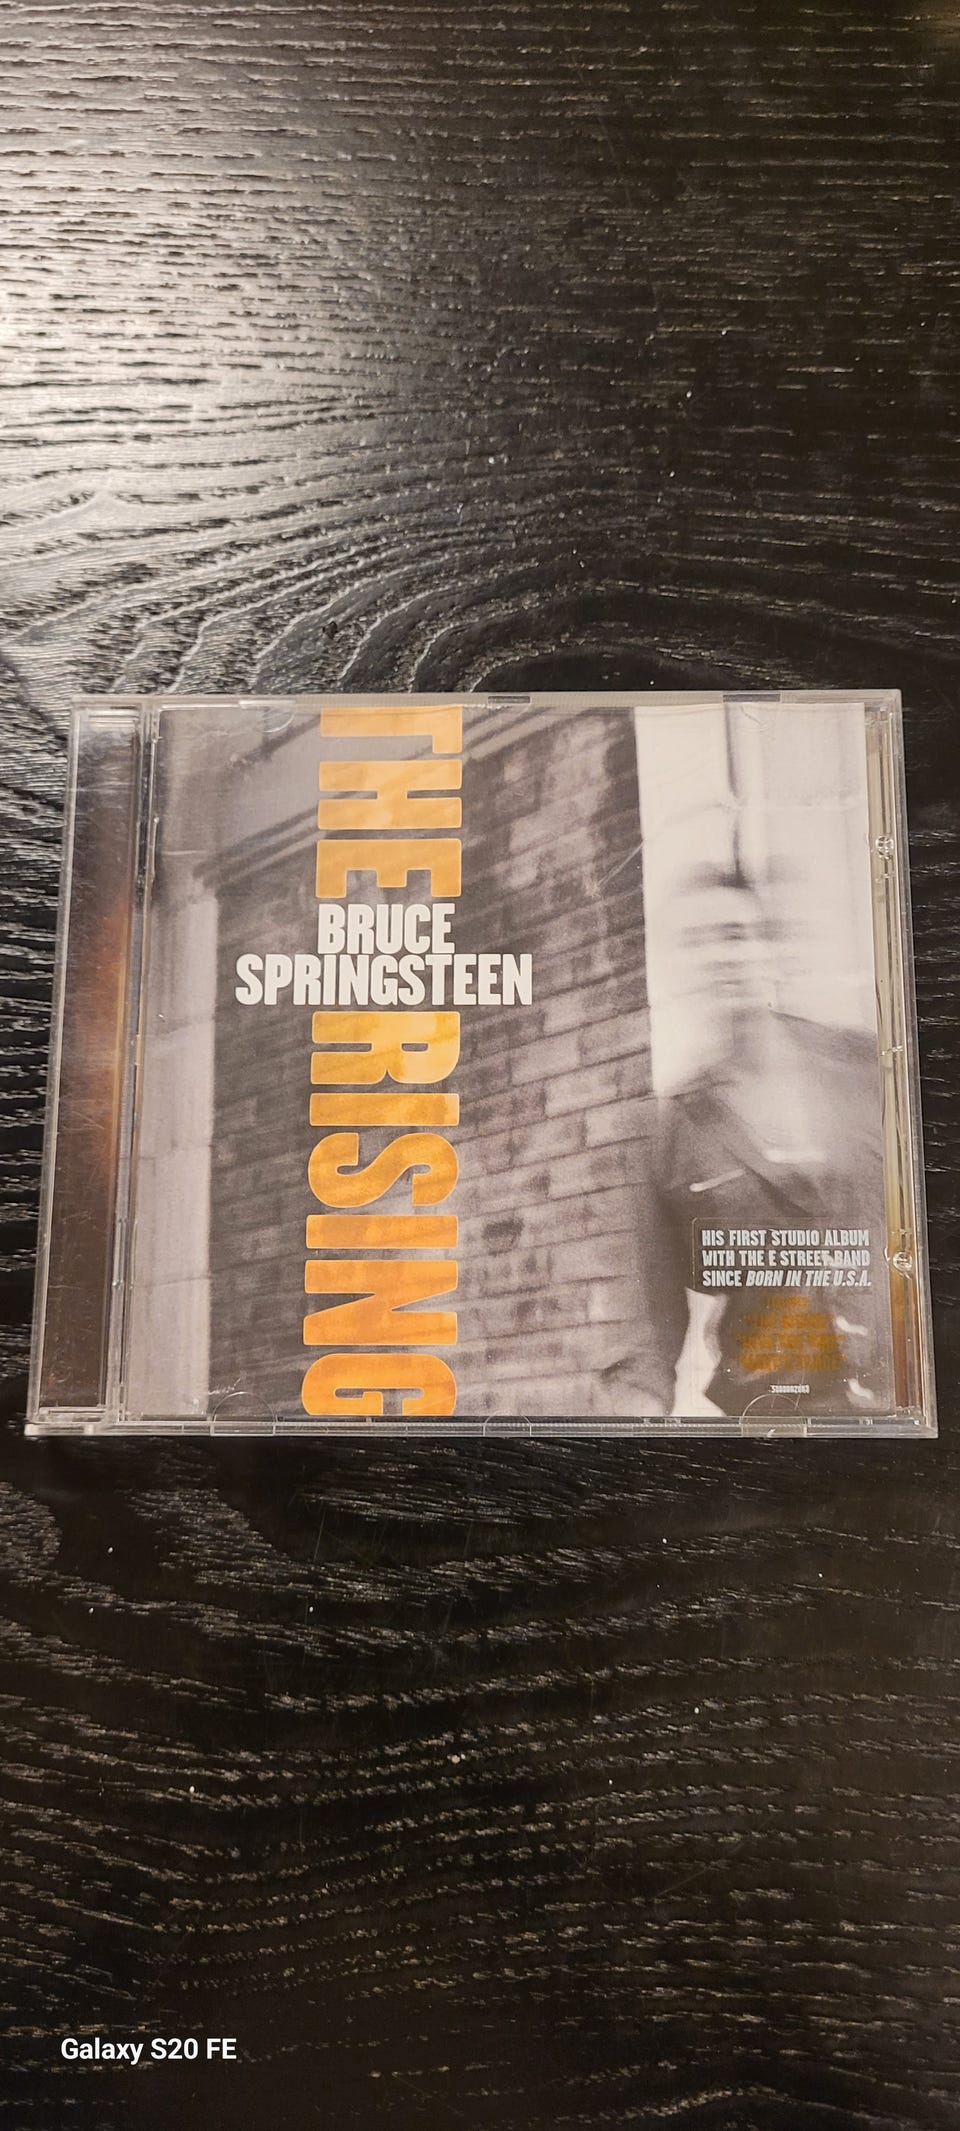 THE
BRUCE
SPRINGSTEEN
RISING
HIS FIRST STUDIO ALBUM
WITH THE E STREET BAND
SINCE BORN IN THE U.S.A.
Galaxy S20 FE